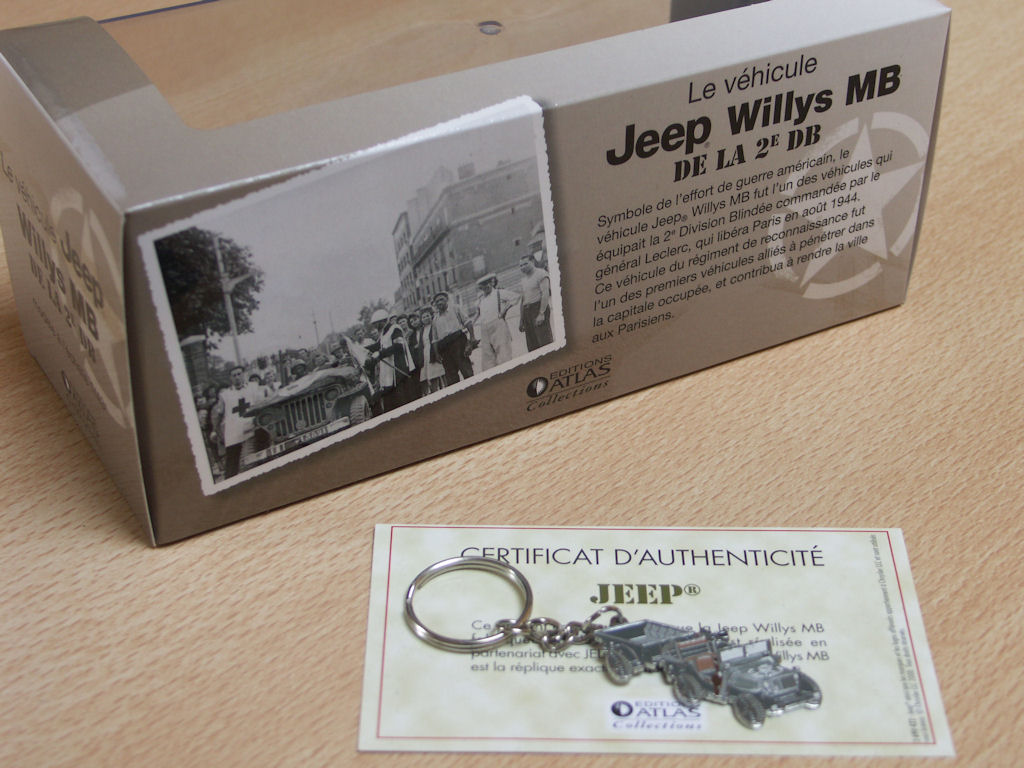 Le véhicule
Jeep® Willys MB
DE LA 2E DB
Symbole de l'effort de guerre américain, le
véhicule Jeep® Willys MB fut l'un des véhicules qui
équipait la 2e Division Blindée commandée par le
général Leclerc, qui libéra Paris en août 1944.
Ce véhicule du régiment de reconnaissance fut
l'un des premiers véhicules alliés à pénétrer dans
la capitale occupée, et contribua à rendre la ville
aux Parisiens.
EDITIONS
ATLAS
Collections
Le véhicule
Jeep
Willys MB
DE LA 2E DB
CERTIFICAT D'AUTHENTICITÉ
JEEP®
la Jeep Willys MB
réalisée en
partenariat avec
Willys MB
est la réplique
EDITIONS
ATLAS
Collections